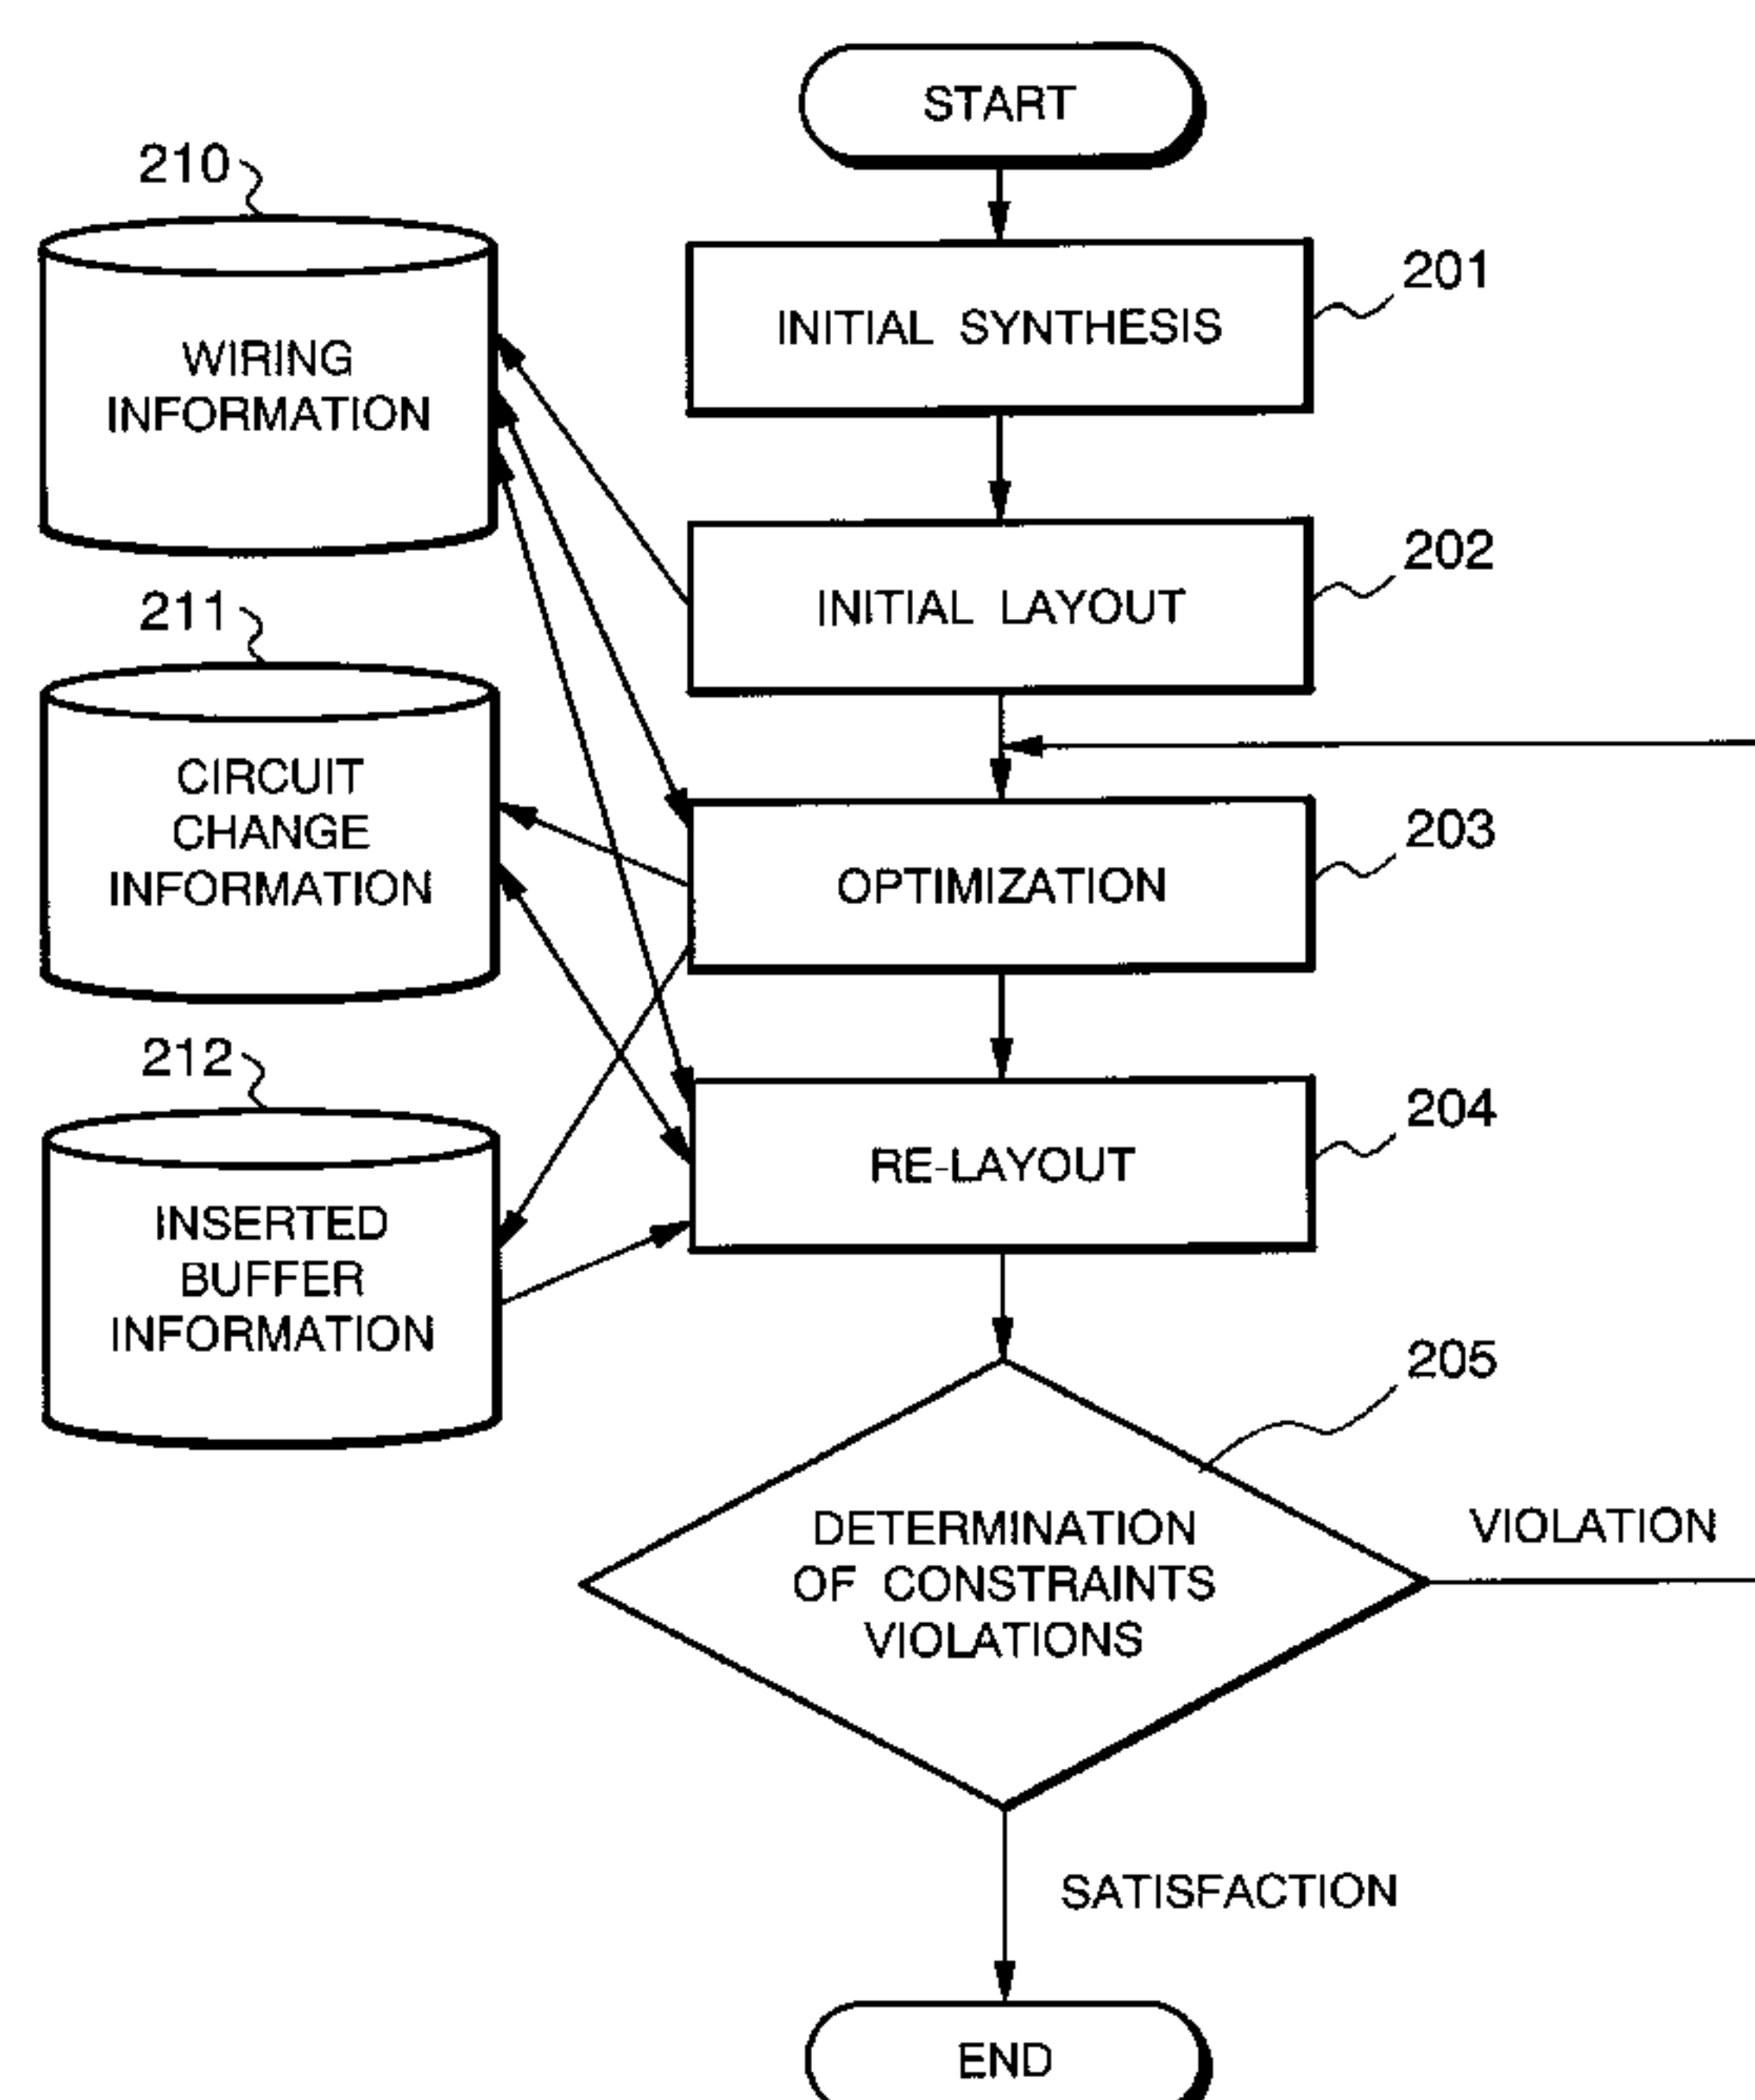 START
210
201
INITIAL SYNTHESIS
WIRING
INFORMATION
202
INITIAL LAYOUT
211
CIRCUIT
CHANGE
INFORMATION
203
OPTIMIZATION
212
204
RE-LAYOUT
INSERTED
BUFFER
INFORMATION
205
DETERMINATION
OF CONSTRAINTS
VIOLATIONS
VIOLATION
SATISFACTION
END